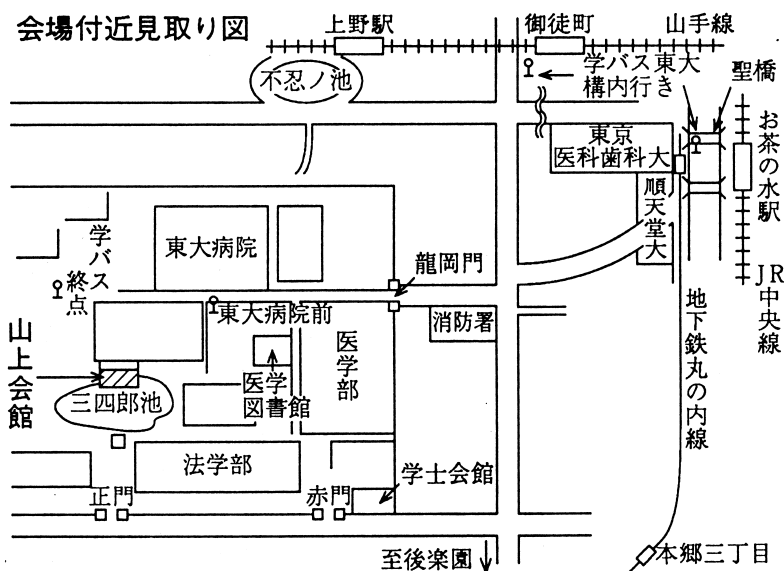 会場付近見取り図
上野駅
御徒町
山手線
不忍ノ池
学バス東大
構内行き
聖橋
お茶の水駅
東京
医科歯科大
順天堂大
JR中央線
地下鉄丸の内線
学バス
終点
東大病院
龍岡門
東大病院前
消防署
山上会館
医学部
医学
図書館
三四郎池
法学部
学士会館
正門
赤門
至後楽園
本郷三丁目